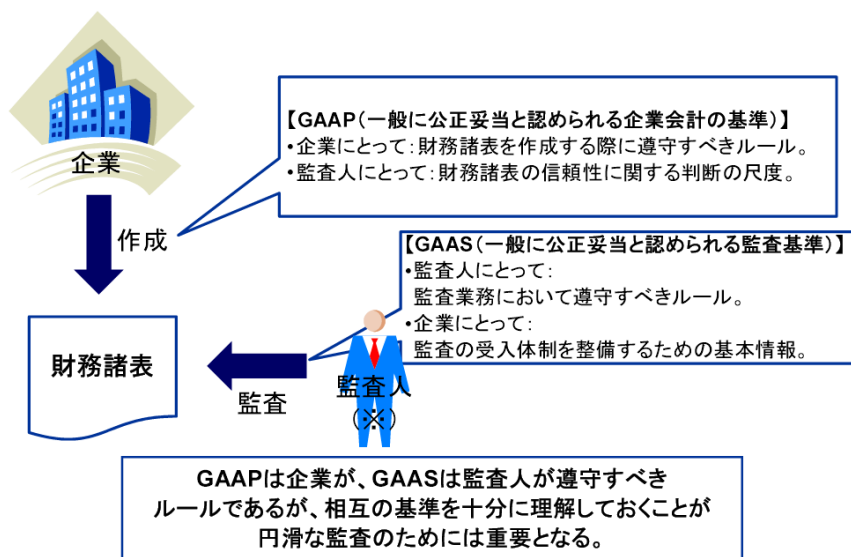 企業
【GAAP(一般に公正妥当と認められる企業会計の基準)】
・企業にとって:財務諸表を作成する際に遵守すべきルール。
・監査人にとって:財務諸表の信頼性に関する判断の尺度。
作成
【GAAS(一般に公正妥当と認められる監査基準)】
・監査人にとって:
監査業務において遵守すべきルール。
・企業にとって:
監査の受入体制を整備するための基本情報。
財務諸表
監査
監査人
(※)
GAAPは企業が、GAASは監査人が遵守すべき
ルールであるが、相互の基準を十分に理解しておくことが
円滑な監査のためには重要となる。